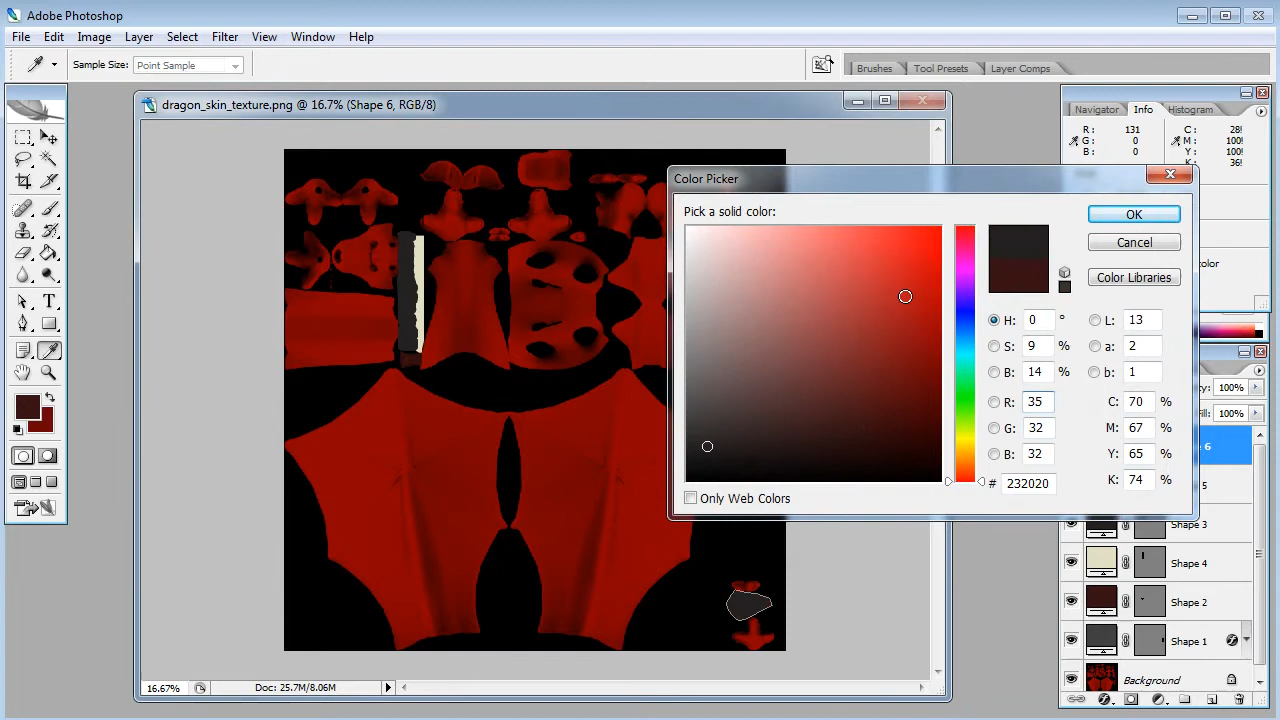 Adobe Photoshop
File Edit Image Layer Select Filter View Window Help
Sample Size: Point Sample
Brushes Tool Presets Layer Comps
dragon_skin_texture.png @ 16.7% (Shape 6, RGB/8)
Navigator Info Histogram
R: 131
G: 0
B: 0
C:
M:
Y:
K:
Color Picker
Pick a solid color:
OK
Cancel
Color Libraries
H: 0 °
S: 9 %
B: 14 %
R: 35
G: 32
B: 32
# 232020
L: 13
a: 2
b: 1
C: 70 %
M: 67 %
Y: 65 %
K: 74 %
Only Web Colors
100%
100%
6
5
Shape 3
Shape 4
Shape 2
Shape 1
Background
16.67% Doc: 25.7M/8.06M